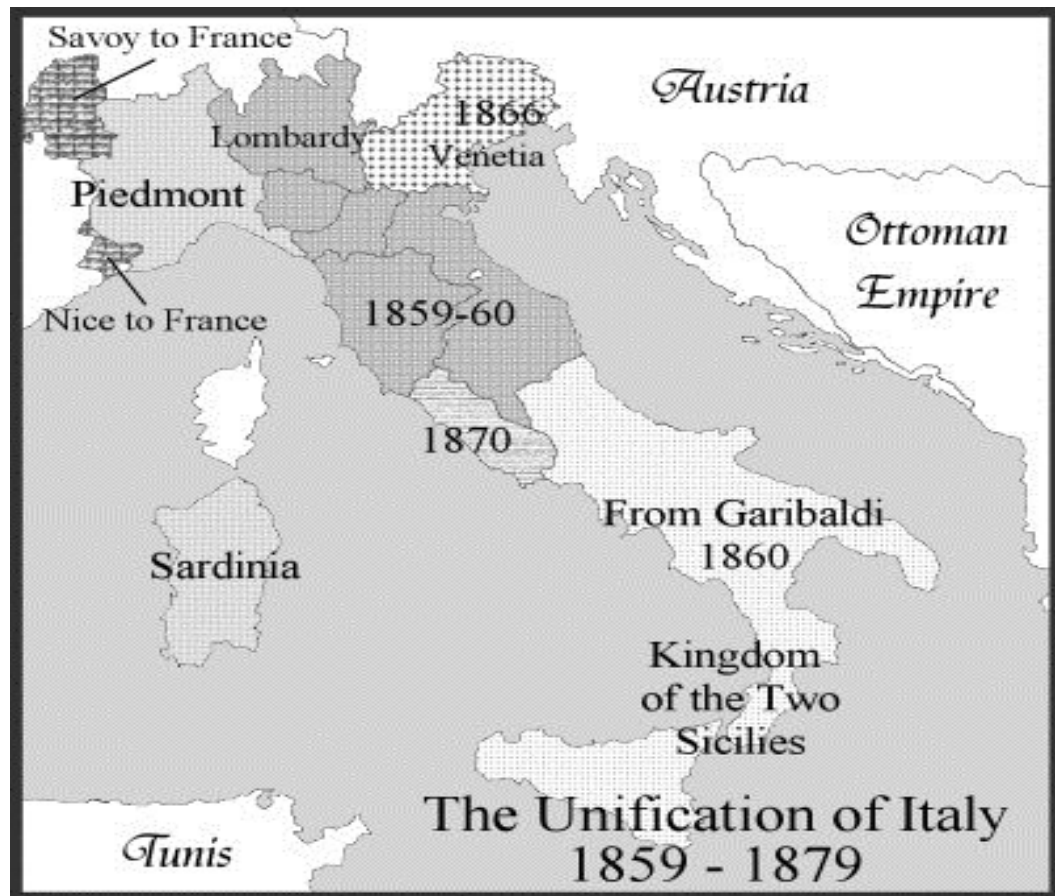 Savoy to France
Austria
1866
Lombardy
Venetia
Piedmont
Ottoman
Empire
1859-60
Nice to France
1870
From Garibaldi
1860
Sardinia
Kingdom
of the Two
Sicilies
The Unification of Italy
1859 - 1879
Tunis